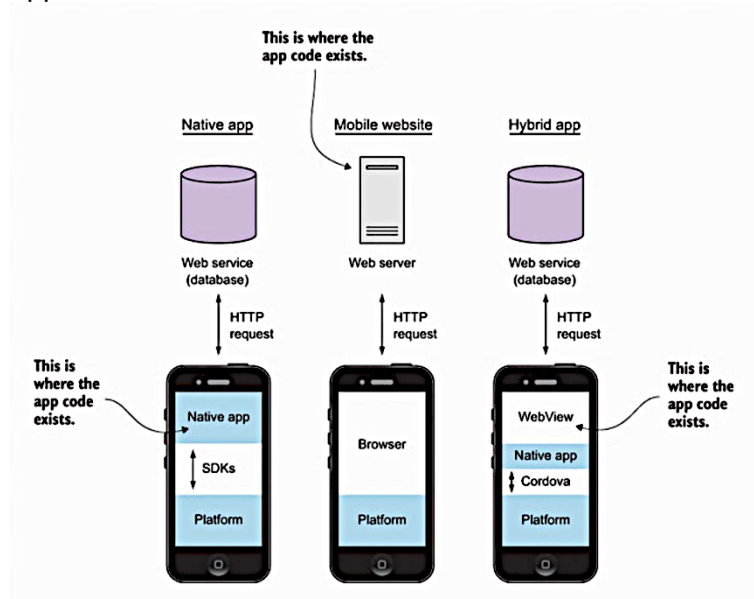 This is where the
app code exists.
Native app
Mobile website
Hybrid app
Web service
(database)
Web server
Web service
(database)
HTTP
request
HTTP
request
HTTP
request
This is
where the
app code
exists.
Native app
SDKs
Platform
Browser
Platform
WebView
Native app
Cordova
Platform
This is
where the
app code
exists.